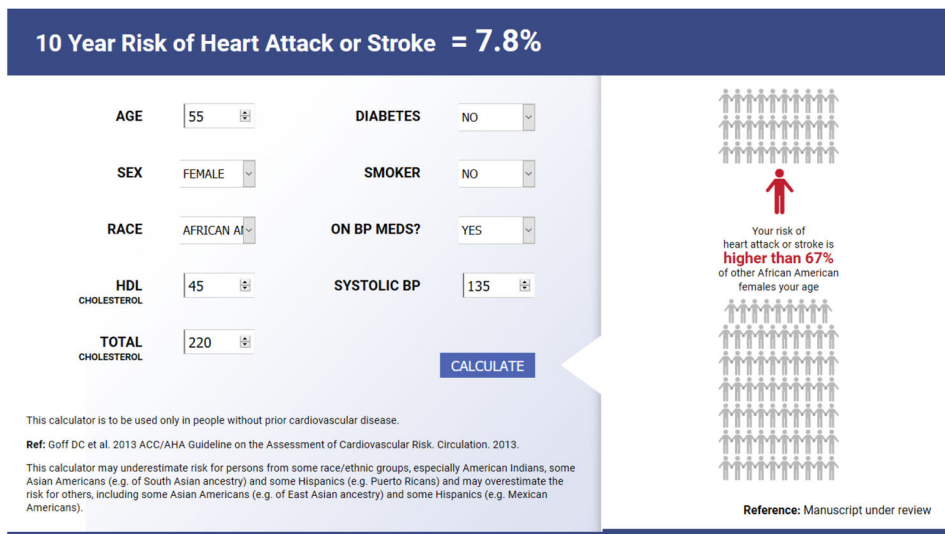 10 Year Risk of Heart Attack or Stroke = 7.8%
AGE 55 DIABETES NO
SEX FEMALE SMOKER NO
RACE AFRICAN AI ON BP MEDS? YES
HDL 45 SYSTOLIC BP 135
CHOLESTEROL
TOTAL 220
CHOLESTEROL
CALCULATE
This calculator is to be used only in people without prior cardiovascular disease.
Ref: Goff DC et al. 2013 ACC/AHA Guideline on the Assessment of Cardiovascular Risk. Circulation. 2013.
This calculator may underestimate risk for persons from some race/ethnic groups, especially American Indians, some
Asian Americans (e.g. of South Asian ancestry) and some Hispanics (e.g. Puerto Ricans) and may overestimate the
risk for others, including some Asian Americans (e.g. of East Asian ancestry) and some Hispanics (e.g. Mexican
Americans).
Your risk of
heart attack or stroke is
higher than 67%
of other African American
females your age
Reference: Manuscript under review